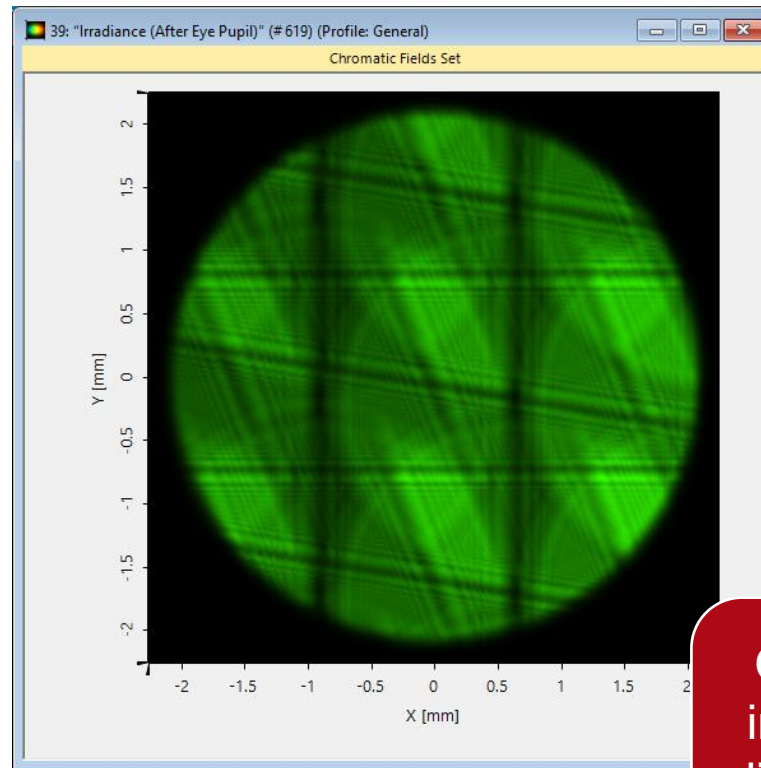 39: "Irradiance (After Eye Pupil)" (#619) (Profile: General)
Chromatic Fields Set
2
1.5
1
0.5
0
-0.5
-1
-1.5
-2
Y [mm]
-2 -1.5 -1 -0.5 0 0.5 1 1.5 2
X [mm]